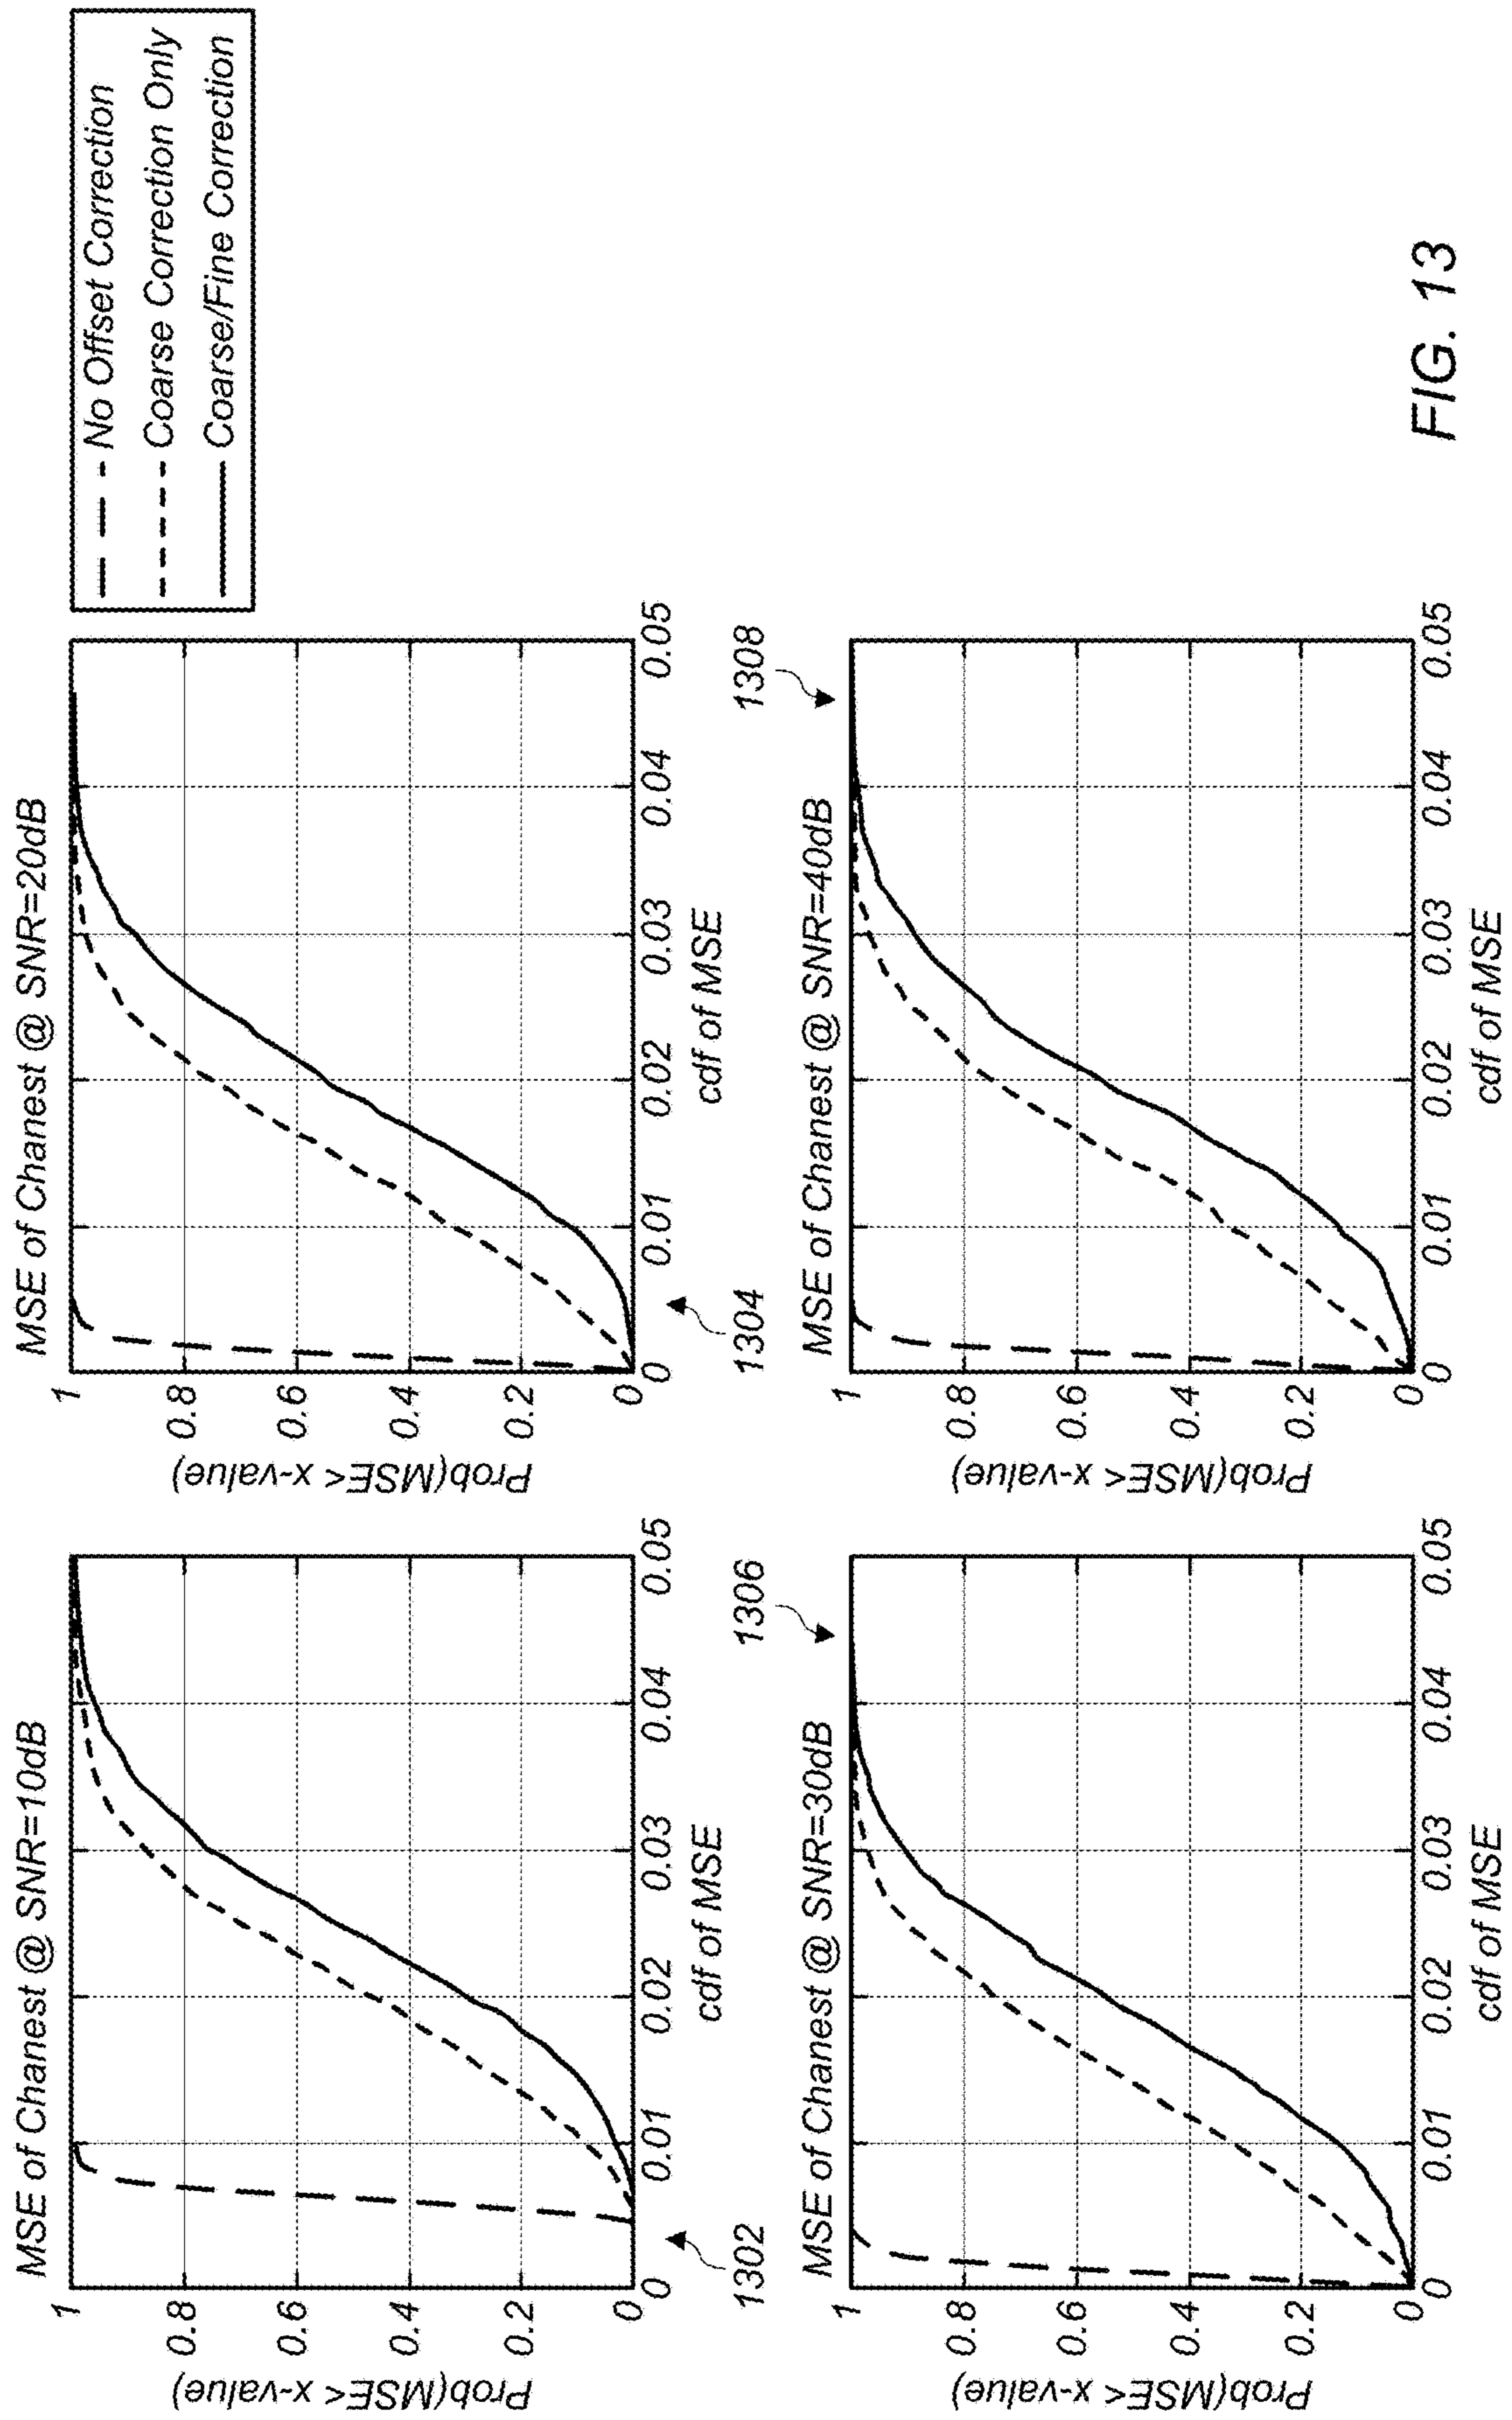 No Offset Correction
Coarse Correction Only
Coarse/Fine Correction
MSE of Chanest @ SNR=10dB
Prob(MSE< x-value)
1
0.8
0.6
0.4
0.2
0
0 0.01 0.02 0.03 0.04 0.05
cdf of MSE
1302
MSE of Chanest @ SNR=20dB
Prob(MSE< x-value)
1
0.8
0.6
0.4
0.2
0
0 0.01 0.02 0.03 0.04 0.05
cdf of MSE
1304
MSE of Chanest @ SNR=30dB
1306
Prob(MSE< x-value)
1
0.8
0.6
0.4
0.2
0
0 0.01 0.02 0.03 0.04 0.05
cdf of MSE
MSE of Chanest @ SNR=40dB
1308
Prob(MSE< x-value)
1
0.8
0.6
0.4
0.2
0
0 0.01 0.02 0.03 0.04 0.05
cdf of MSE
FIG. 13